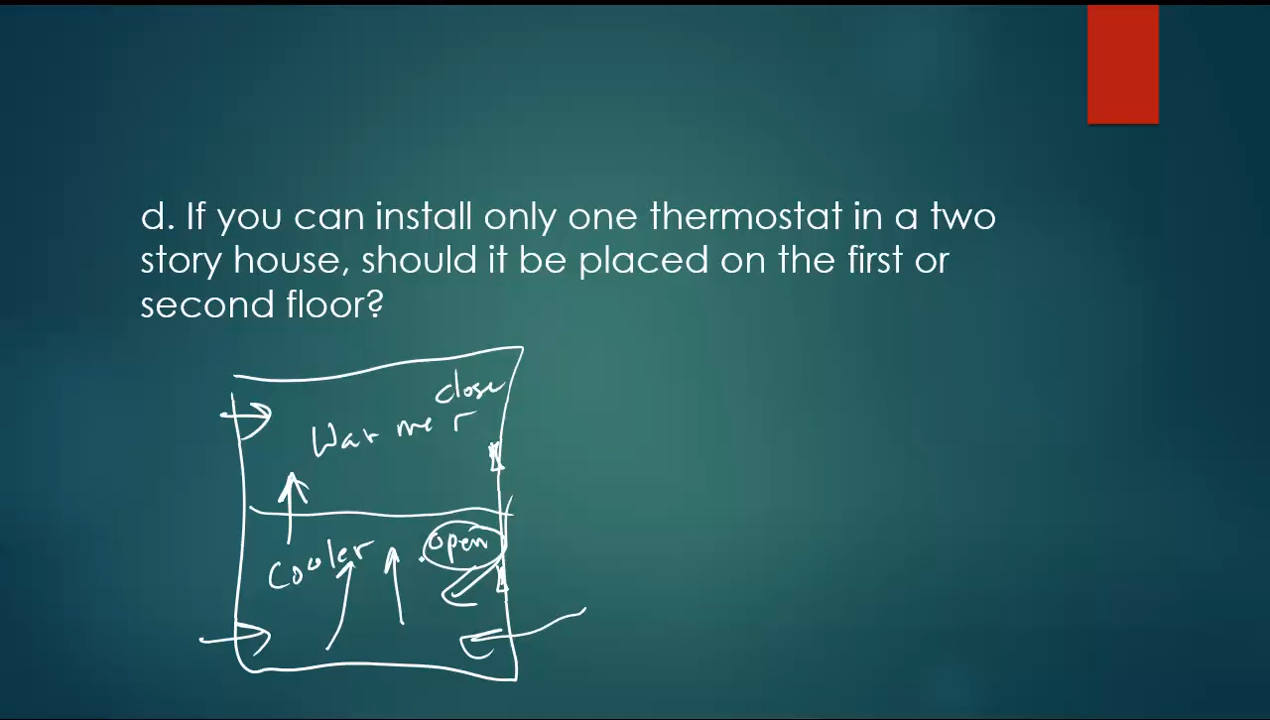 d. If you can install only one thermostat in a two
story house, should it be placed on the first or
second floor?
close
Warmer
open
Cooler